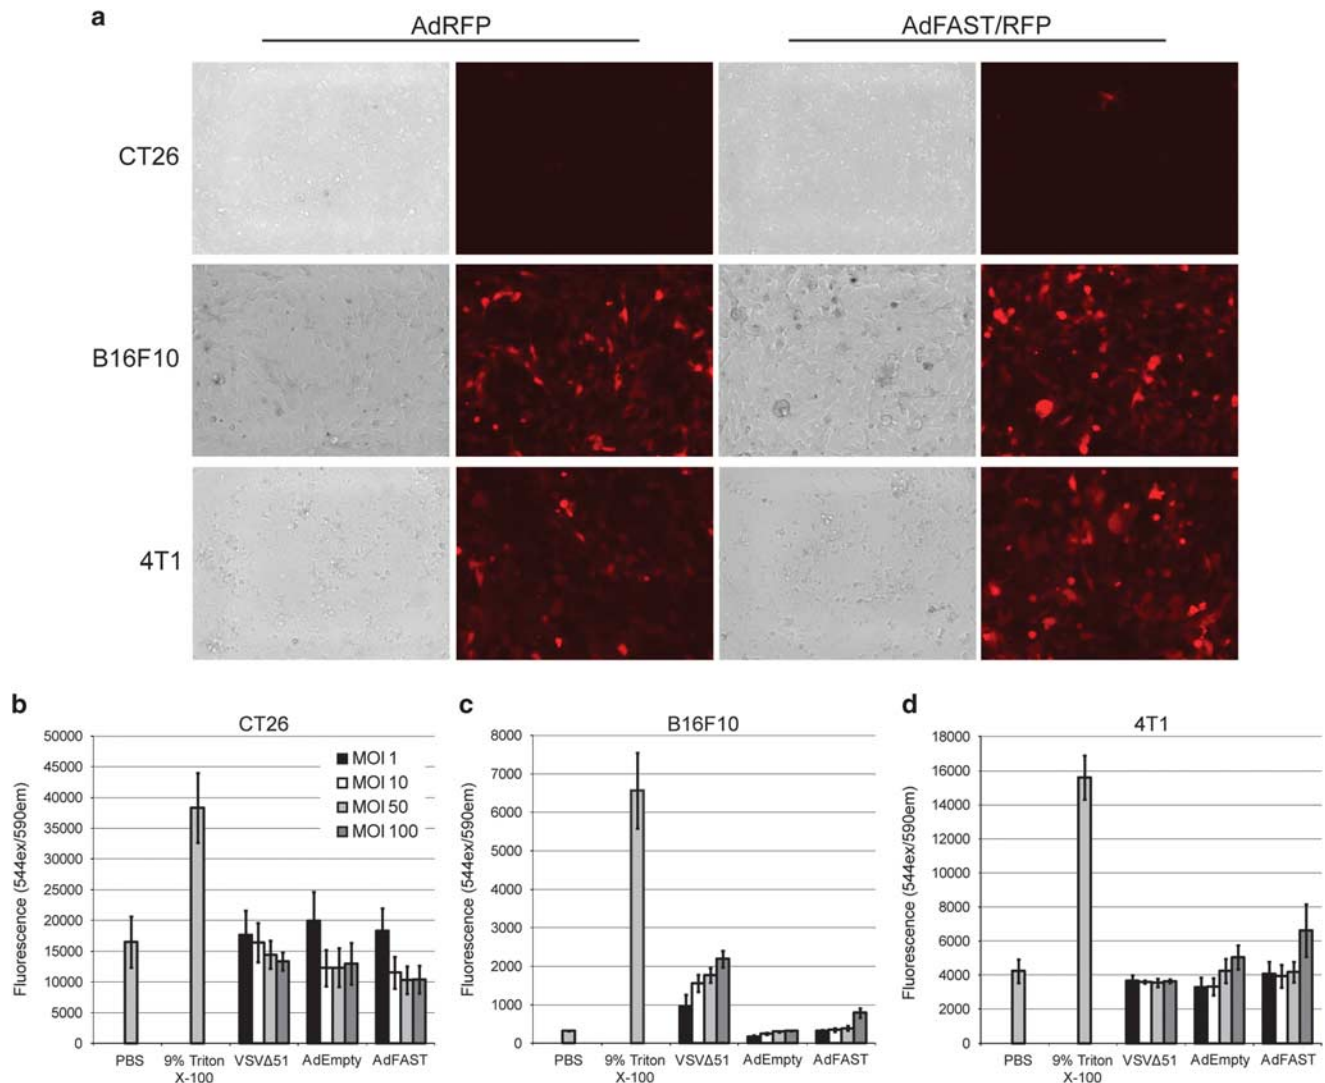 a
AdRFP
AdFAST/RFP
CT26
B16F10
4T1
b
CT26
Fluorescence (544ex/590em)
50000
45000
40000
35000
30000
25000
20000
15000
10000
5000
0
MOI 1
MOI 10
MOI 50
MOI 100
PBS
9% Triton
X-100
VSVΔ51
AdEmpty
AdFAST
c
B16F10
Fluorescence (544ex/590em)
8000
7000
6000
5000
4000
3000
2000
1000
0
PBS
9% Triton
X-100
VSVΔ51
AdEmpty
AdFAST
d
4T1
Fluorescence (544ex/590em)
18000
16000
14000
12000
10000
8000
6000
4000
2000
0
PBS
9% Triton
X-100
VSVΔ51
AdEmpty
AdFAST